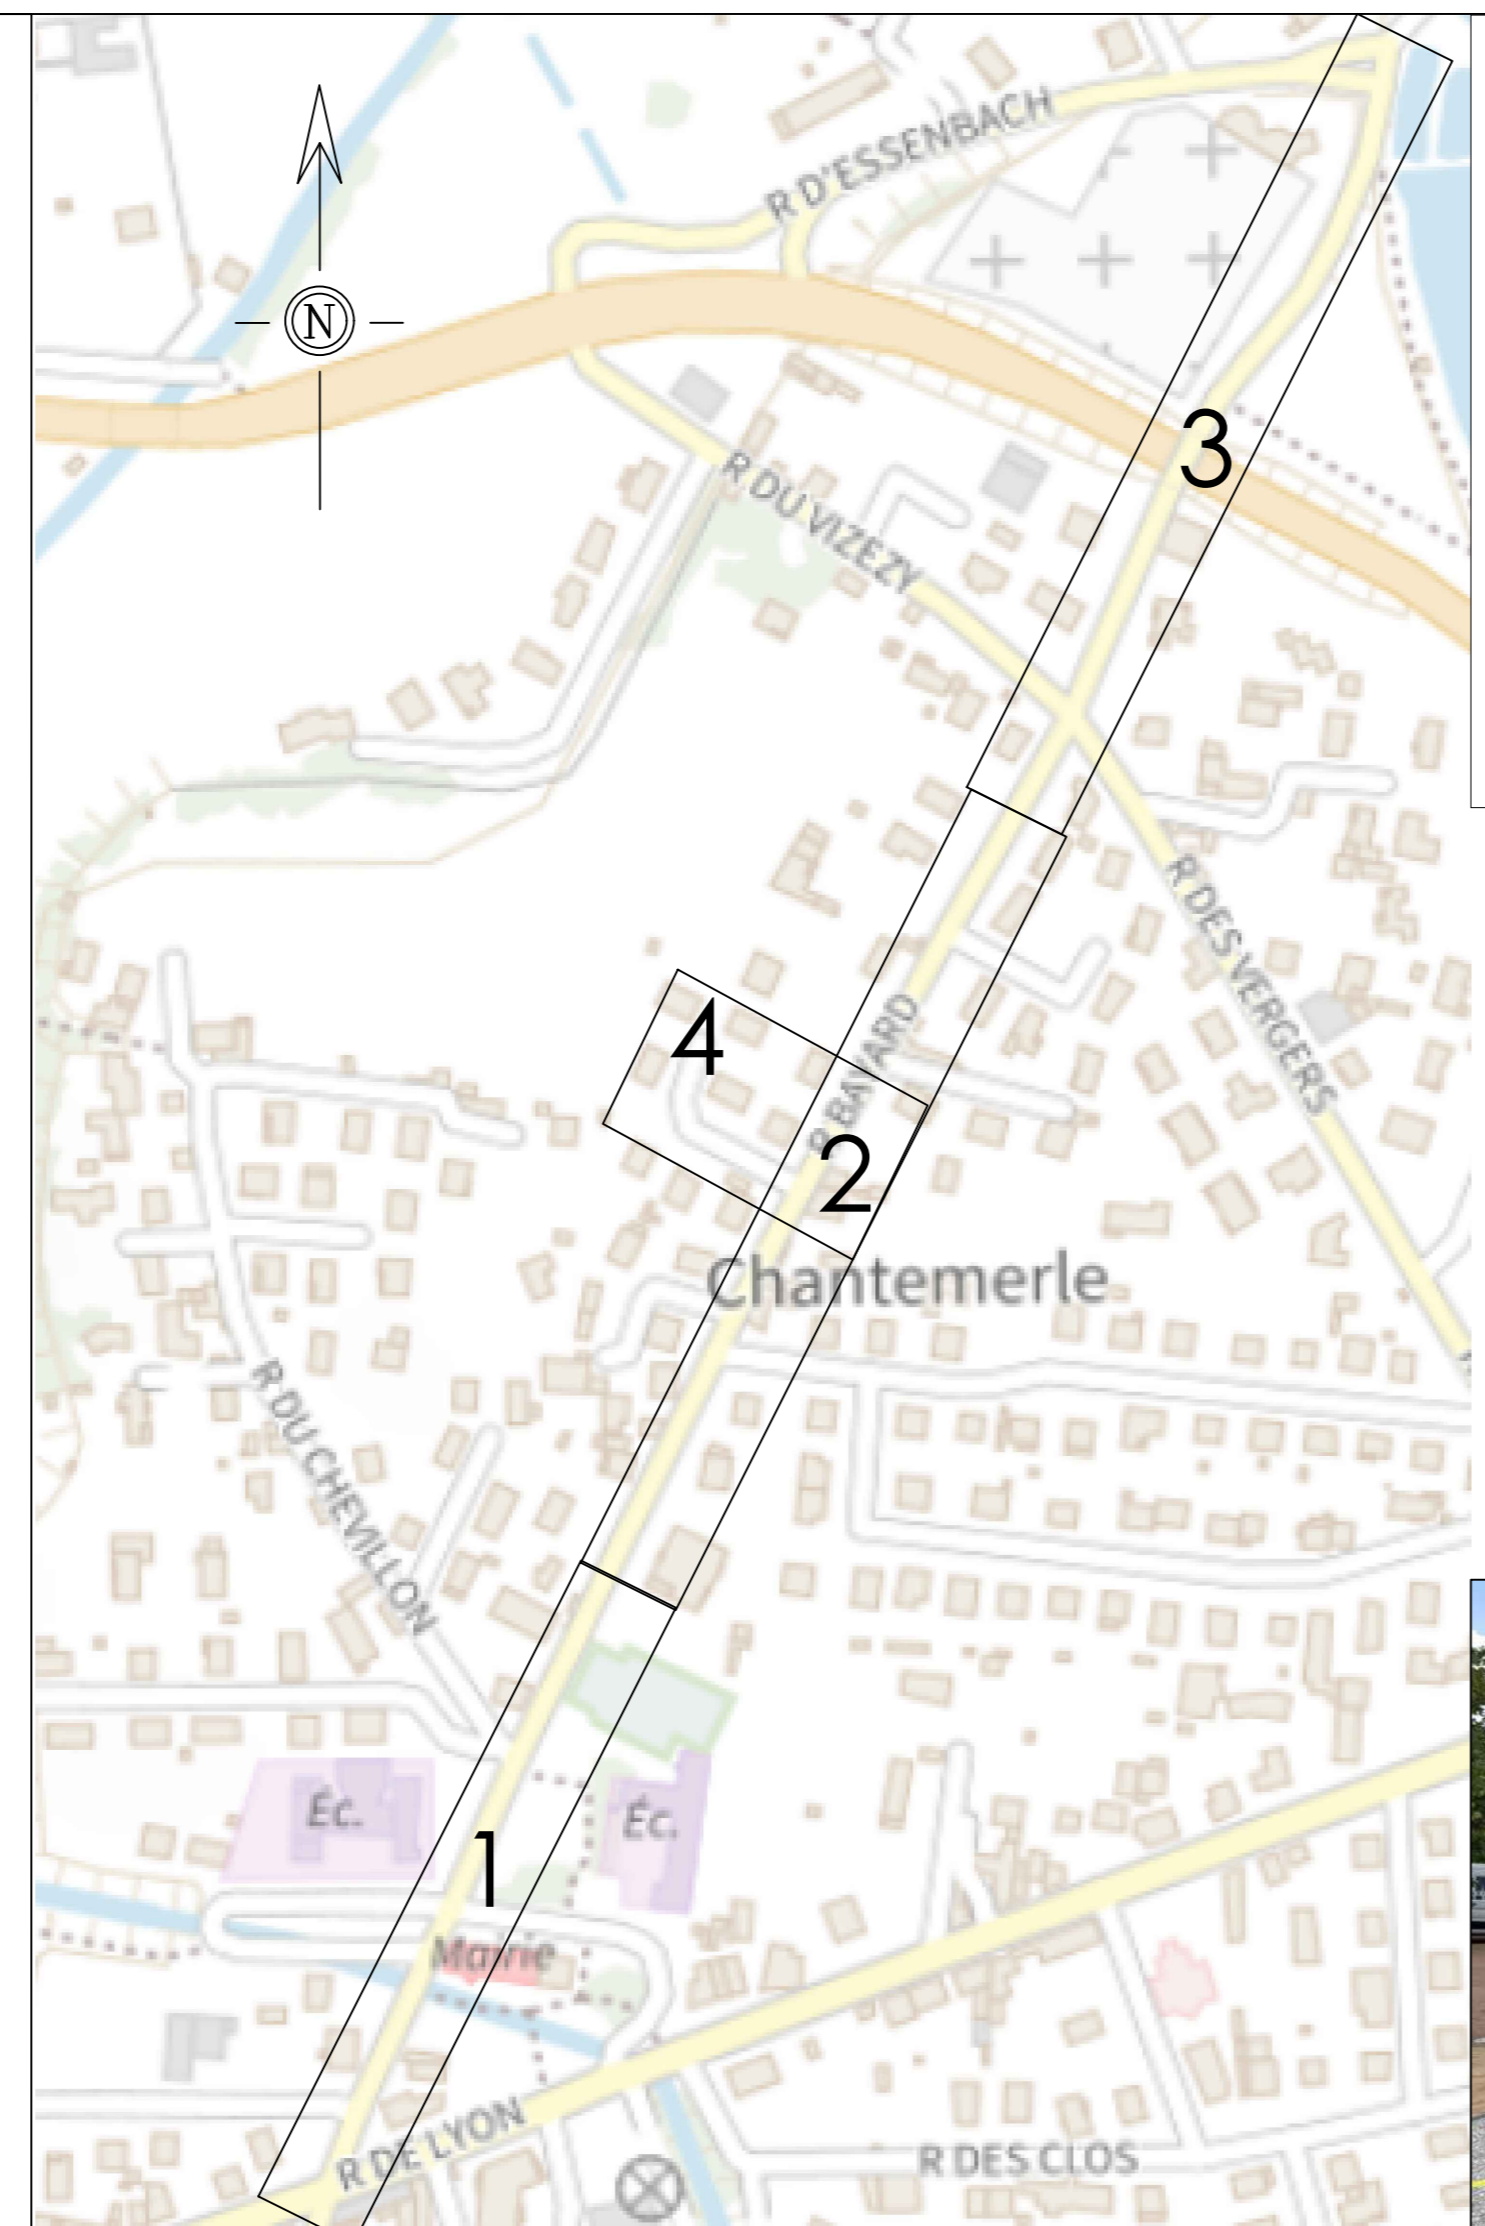 R D'ESSENBACH
N
3
R DU VIZEZY
R DES VERGERS
4
R BAYARD
2
Chantemerle
R DU CHEVILLON
Éc.
Éc.
1
Mairie
R DE LYON
R DES CLOS